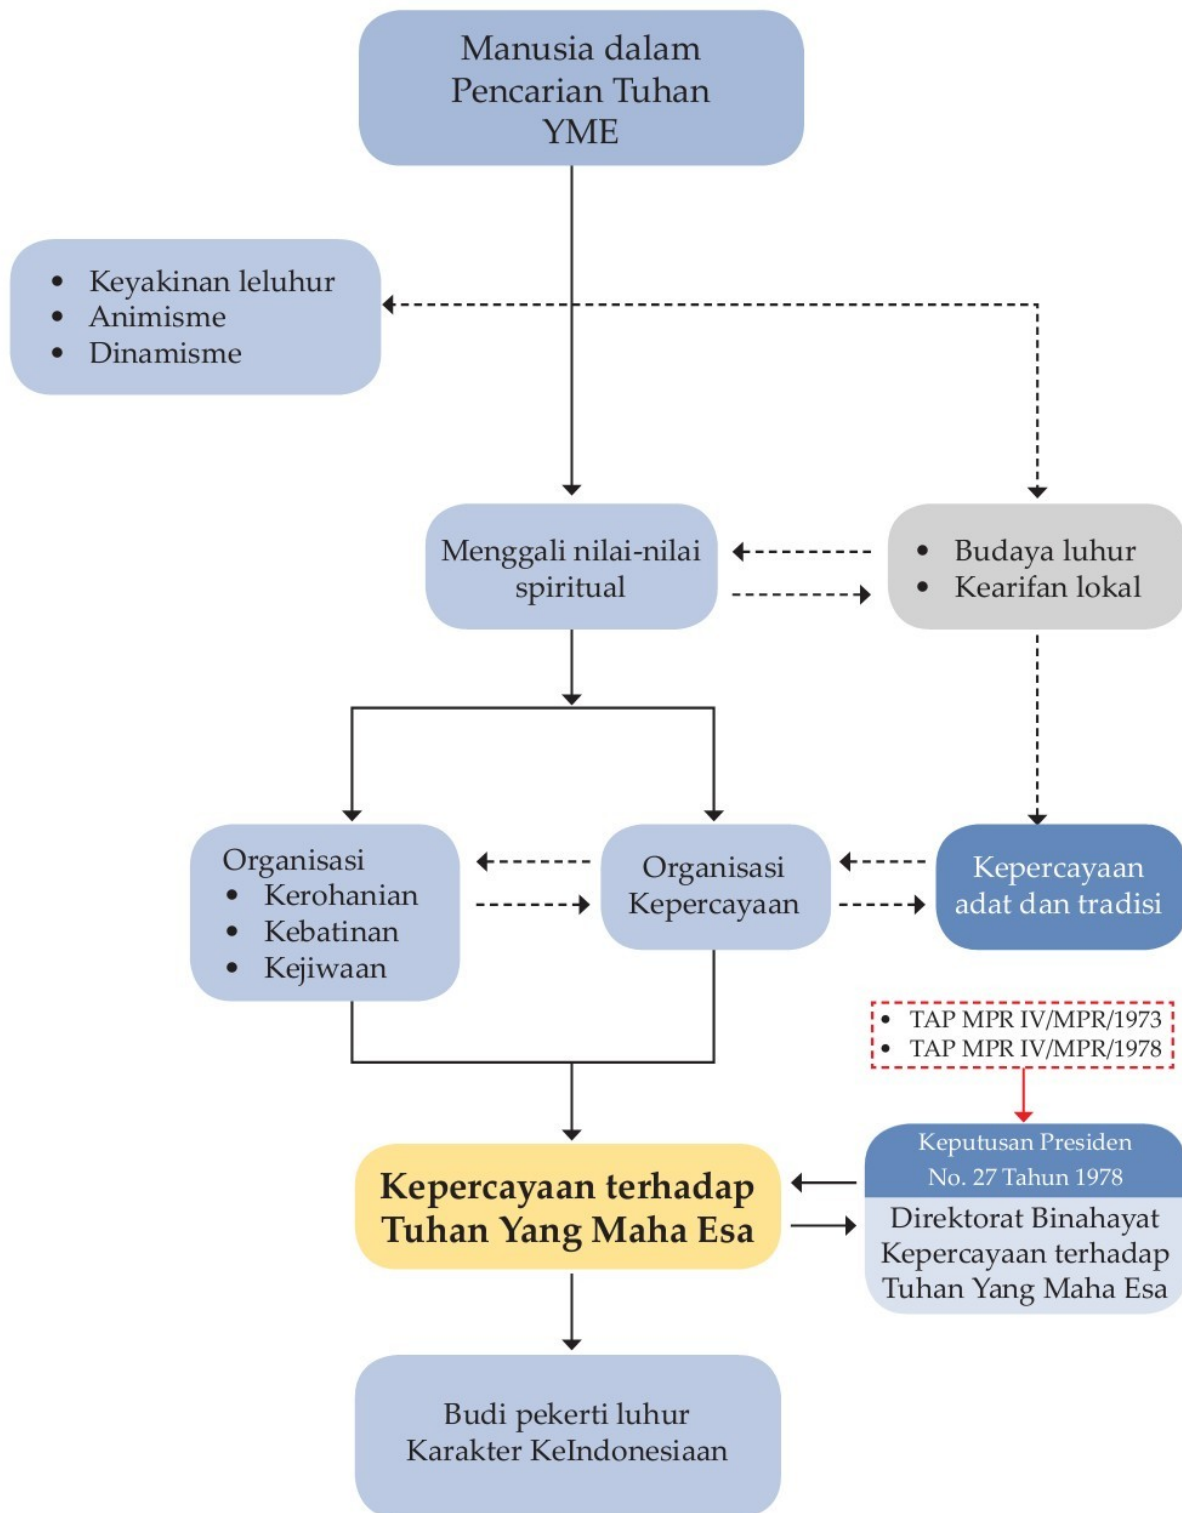 Manusia dalam
Pencarian Tuhan
YME
• Keyakinan leluhur
• Animisme
• Dinamisme
Menggali nilai-nilai
spiritual
• Budaya luhur
• Kearifan lokal
Organisasi
• Kerohanian
• Kebatinan
• Kejiwaan
Organisasi
Kepercayaan
Kepercayaan
adat dan tradisi
• TAP MPR IV/MPR/1973
• TAP MPR IV/MPR/1978
Kepercayaan terhadap
Tuhan Yang Maha Esa
Keputusan Presiden
No. 27 Tahun 1978
Direktorat Binahayat
Kepercayaan terhadap
Tuhan Yang Maha Esa
Budi pekerti luhur
Karakter KeIndonesiaan